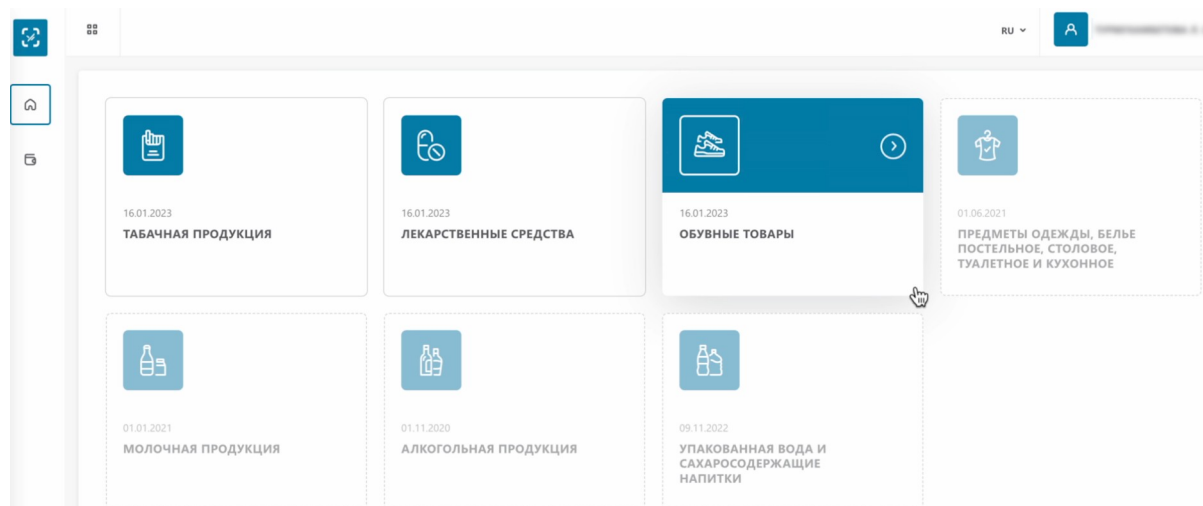 RU
16.01.2023
ТАБАЧНАЯ ПРОДУКЦИЯ
16.01.2023
ЛЕКАРСТВЕННЫЕ СРЕДСТВА
16.01.2023
ОБУВНЫЕ ТОВАРЫ
01.06.2021
ПРЕДМЕТЫ ОДЕЖДЫ, БЕЛЬЕ
ПОСТЕЛЬНОЕ, СТОЛОВОЕ,
ТУАЛЕТНОЕ И КУХОННОЕ
01.01.2021
МОЛОЧНАЯ ПРОДУКЦИЯ
01.11.2020
АЛКОГОЛЬНАЯ ПРОДУКЦИЯ
09.11.2022
УПАКОВАННАЯ ВОДА И
САХАРОСОДЕРЖАЩИЕ
НАПИТКИ